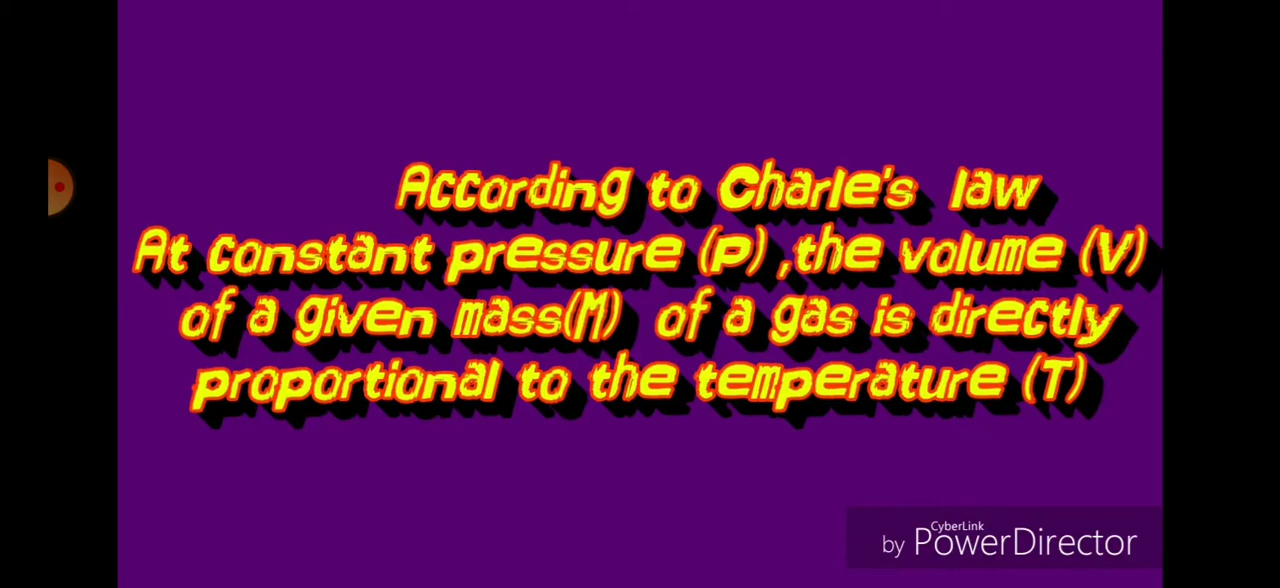 According to Charle's law
At constant pressure (P) ,the volume (V)
of a given mass(M) of a gas is directly
proportional to the temperature (T)
CyberLink
by PowerDirector